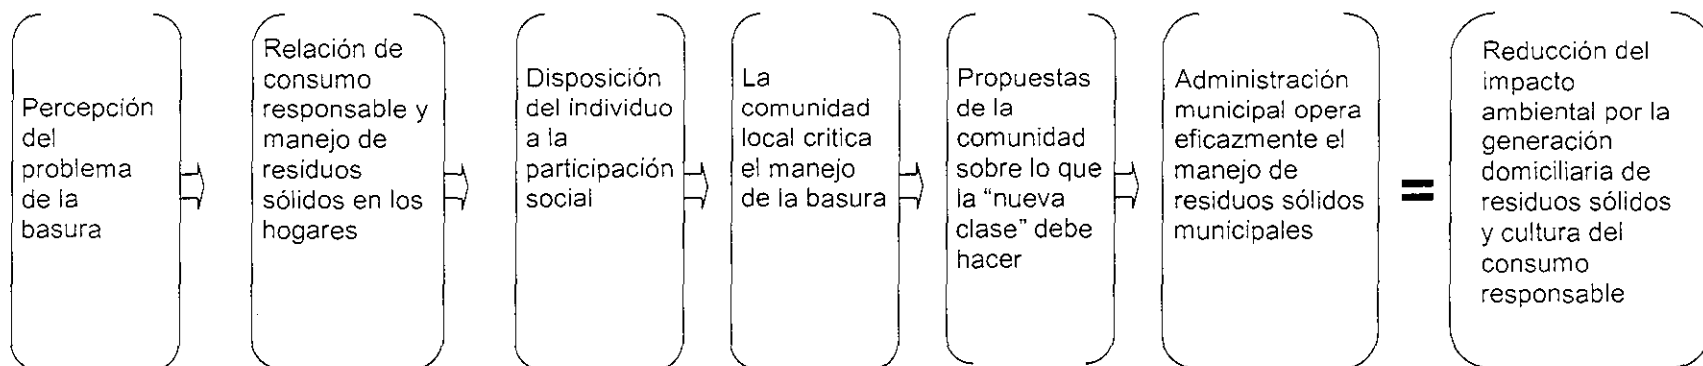 Percepción
del
problema
de la
basura
Relación de
consumo
responsable y
manejo de
residuos
sólidos en los
hogares
Disposición
del individuo
a la
participación
social
La
comunidad
local critica
el manejo
de la basura
Propuestas
de la
comunidad
sobre lo que
la “nueva
clase” debe
hacer
Administración
municipal opera
eficazmente el
manejo de
residuos sólidos
municipales
=
Reducción del
impacto
ambiental por la
generación
domiciliaria de
residuos sólidos
y cultura del
consumo
responsable